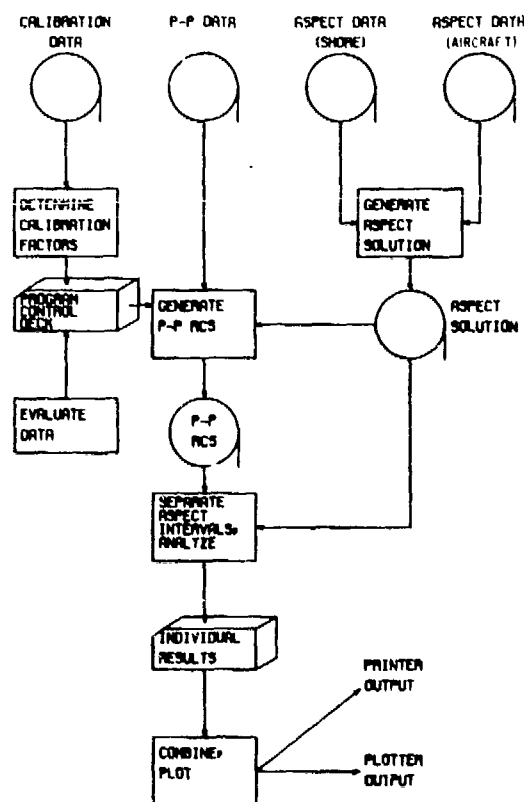 CALIBRATION
DATA
P-P DATA
ASPECT DATA
(SHORE)
ASPECT DATA
(AIRCRAFT)
DETERMINE
CALIBRATION
FACTORS
GENERATE
ASPECT
SOLUTION
PROGRAM
CONTROL
DECK
GENERATE
P-P RCS
ASPECT
SOLUTION
EVALUATE
DATA
P-P
RCS
SEPARATE
ASPECT
INTERVALS,
ANALYZE
INDIVIDUAL
RESULTS
PRINTER
OUTPUT
COMBINE,
PLOT
PLOTTER
OUTPUT